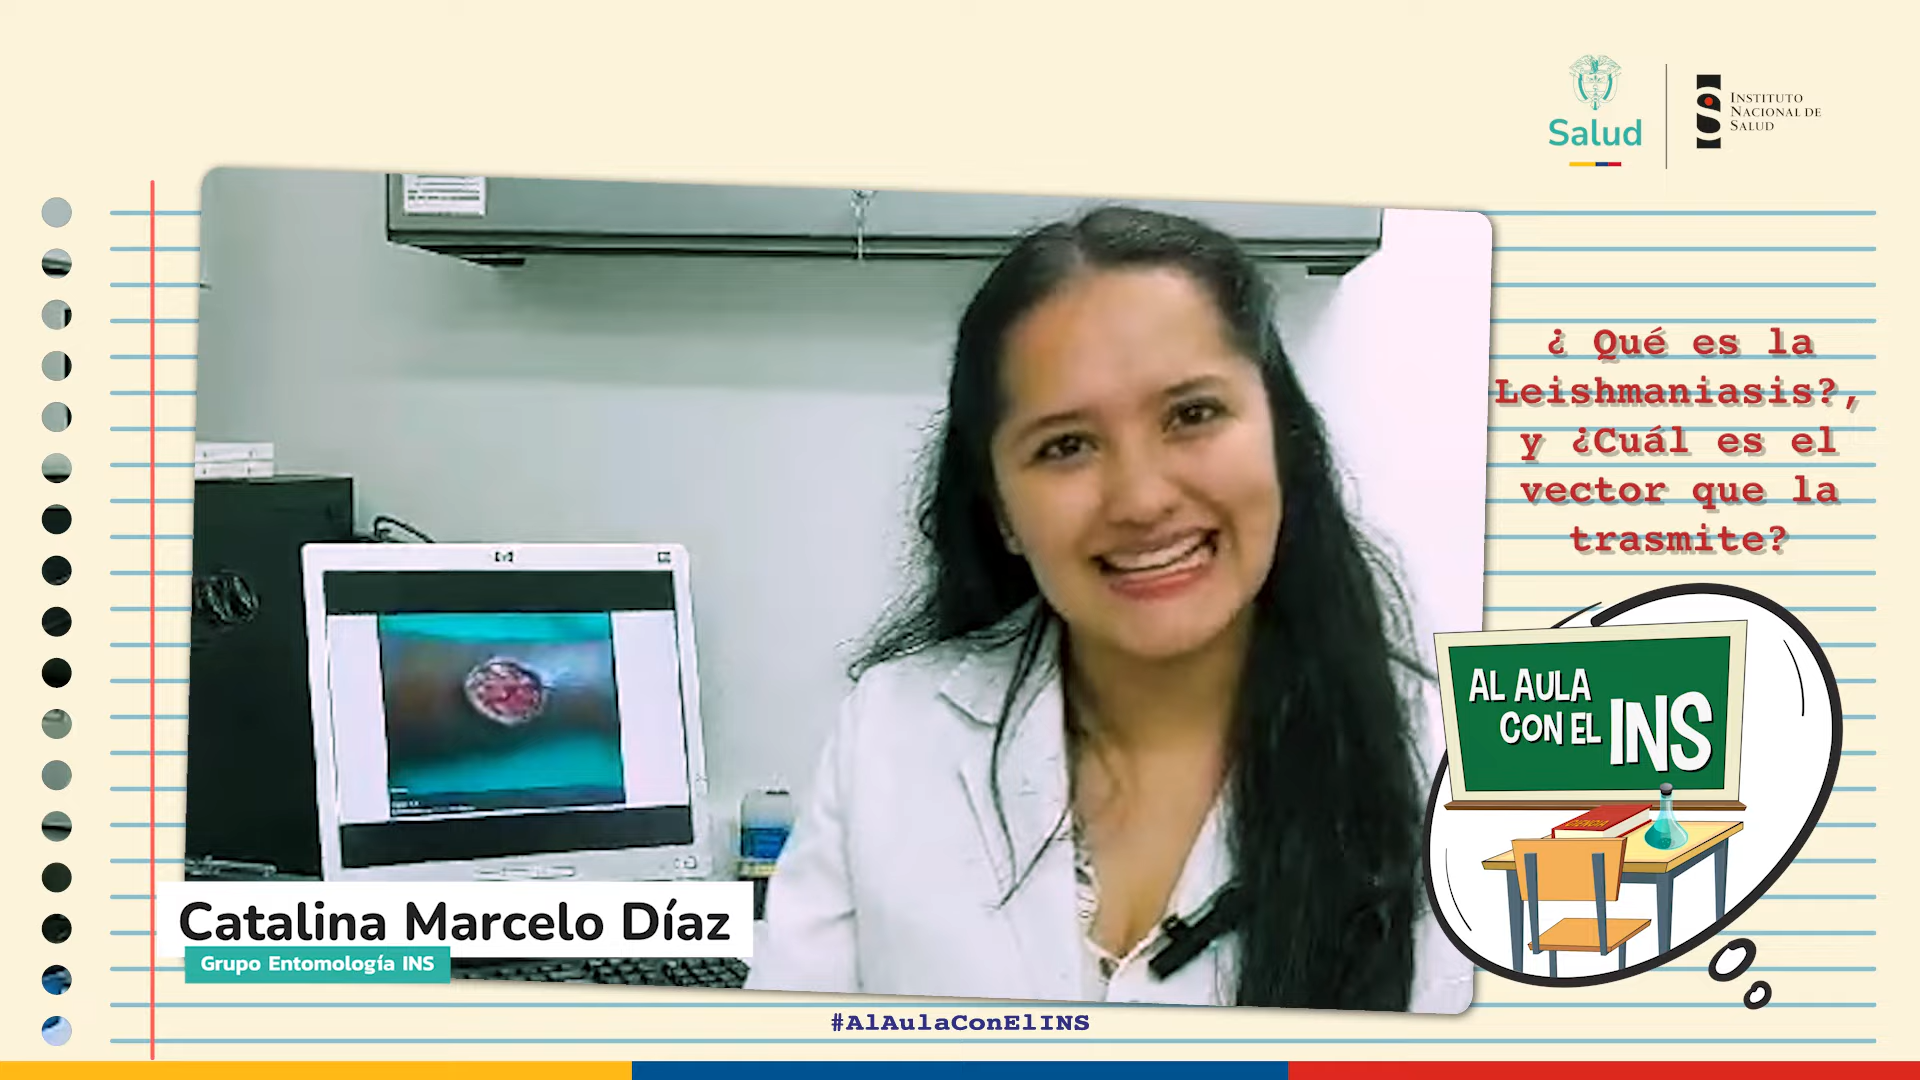 Salud
INSTITUTO
NACIONAL DE
SALUD
¿ Qué es la
Leishmaniasis?,
y ¿Cuál es el
vector que la
trasmite?
AL AULA
CON EL INS
CIENCIA
Catalina Marcelo Díaz
Grupo Entomología INS
#AlAulaConElINS